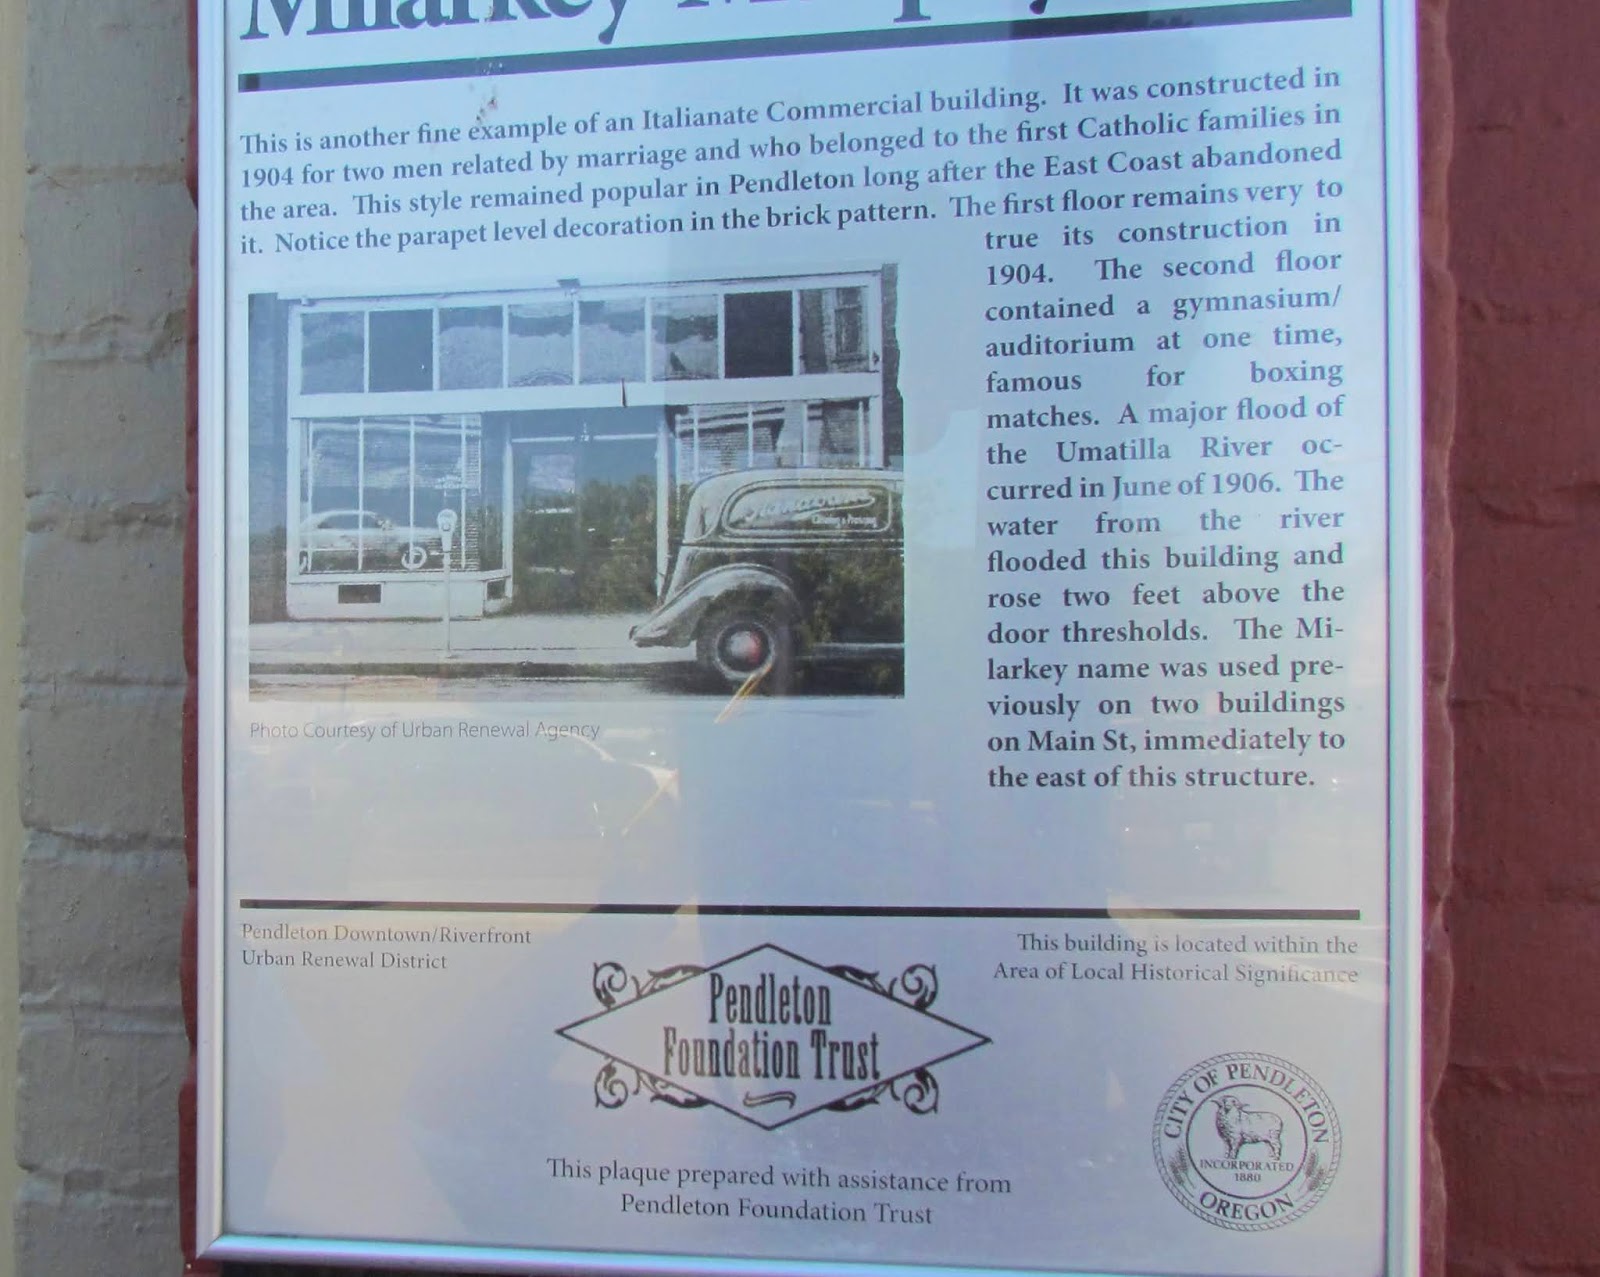 Milarkey
This is another fine example of an Italianate Commercial building. It was constructed in
1904 for two men related by marriage and who belonged to the first Catholic families in
the area. This style remained popular in Pendleton long after the East Coast abandoned
it. Notice the parapet level decoration in the brick pattern. The first floor remains very to
true its construction in
1904. The second floor
contained a gymnasium/
auditorium at one time,
famous for boxing
matches. A major flood of
the Umatilla River oc-
curred in June of 1906. The
water from the river
flooded this building and
rose two feet above the
door thresholds. The Mi-
larkey name was used pre-
viously on two buildings
on Main St, immediately to
the east of this structure.
Photo Courtesy of Urban Renewal Agency
Pendleton Downtown/Riverfront
Urban Renewal District
This building is located within the
Area of Local Historical Significance
Pendleton
Foundation Trust
CITY OF PENDLETON
INCORPORATED
1880
OREGON
This plaque prepared with assistance from
Pendleton Foundation Trust